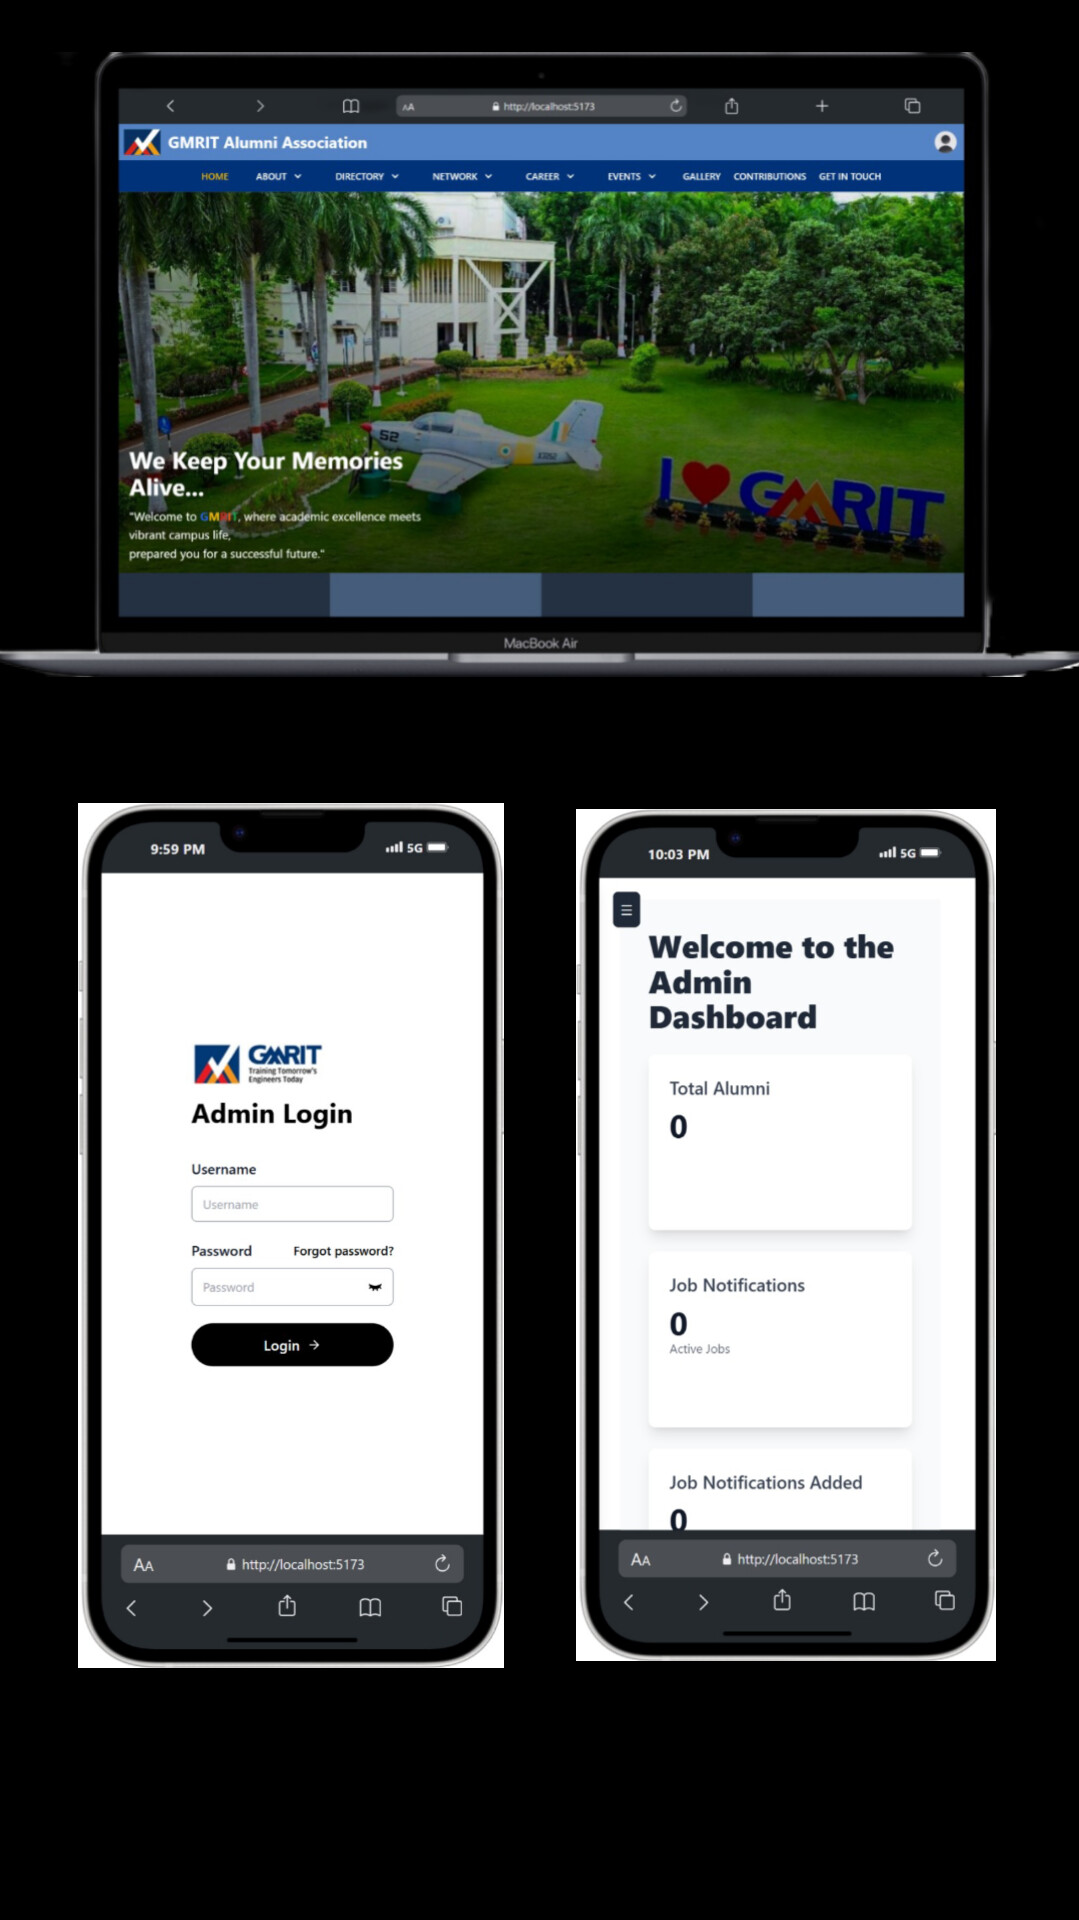 AA http://localhost:5173
GMRIT Alumni Association
HOME ABOUT DIRECTORY NETWORK CAREER EVENTS GALLERY CONTRIBUTIONS GET IN TOUCH
52
I ❤ GMRIT
We Keep Your Memories
Alive...
"Welcome to GMRIT, where academic excellence meets
vibrant campus life,
prepared you for a successful future."
MacBook Air
9:59 PM 5G
GMRIT
Training Tomorrow's
Engineers Today
Admin Login
Username
Username
Password Forgot password?
Password
Login →
AA http://localhost:5173
10:03 PM 5G
Welcome to the
Admin
Dashboard
Total Alumni
0
Job Notifications
0
Active Jobs
Job Notifications Added
0
AA http://localhost:5173